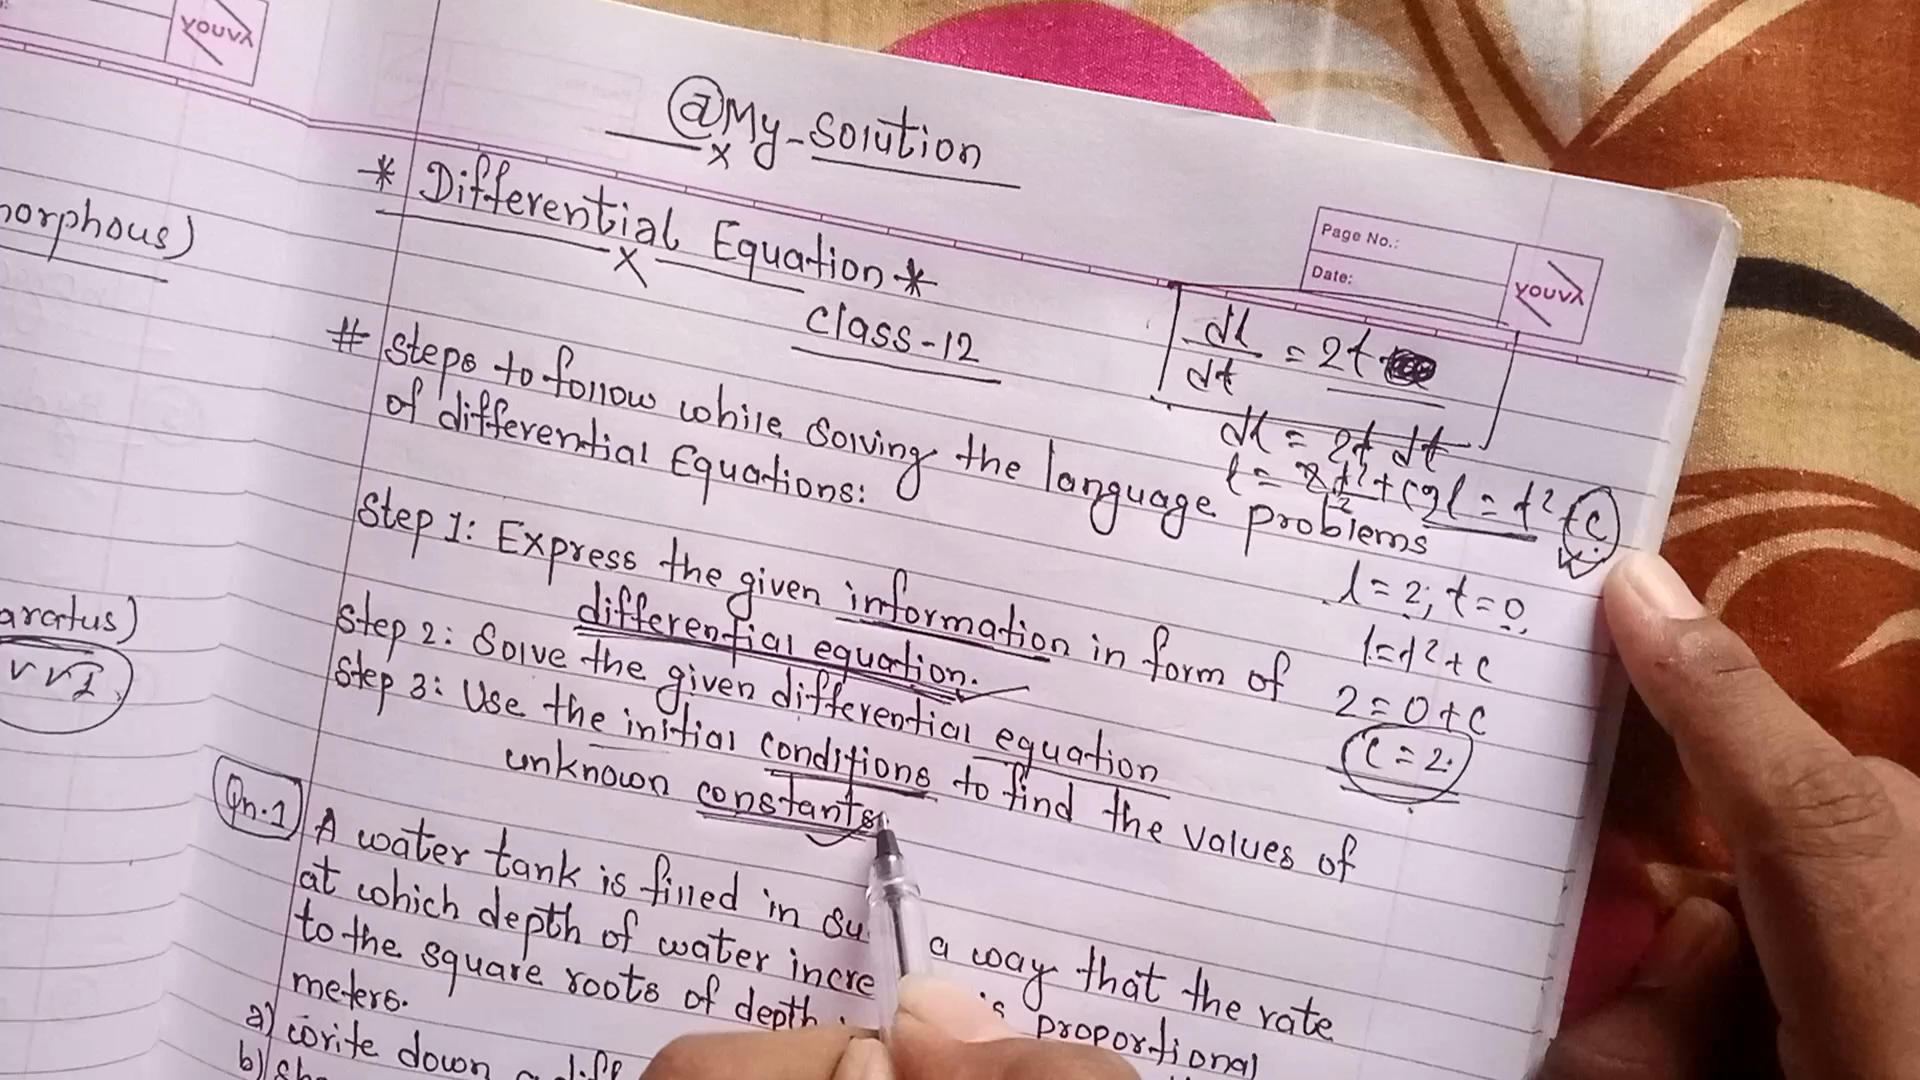 YOUVA
@My-Solution
x
* Differential Equation *
x
class-12
Page No.:
Date:
YOUVA
norphous)
# steps to follow while solving the language problems
of differential Equations:
Step 1: Express the given information in form of
differential equation.
Step 2: Solve the given differential equation
Step 3: Use the initial conditions to find the values of
unknown constants
Qn.1 A water tank is filled in a way that the rate
at which depth of water is proportional
to the square roots of depth
meters.
a) write down a
b)
dl/dt = 2t
dl = 2t dt
l = t² + c
l=2; t=0
l=t²+c
2=0+c
c=2.
aratus)